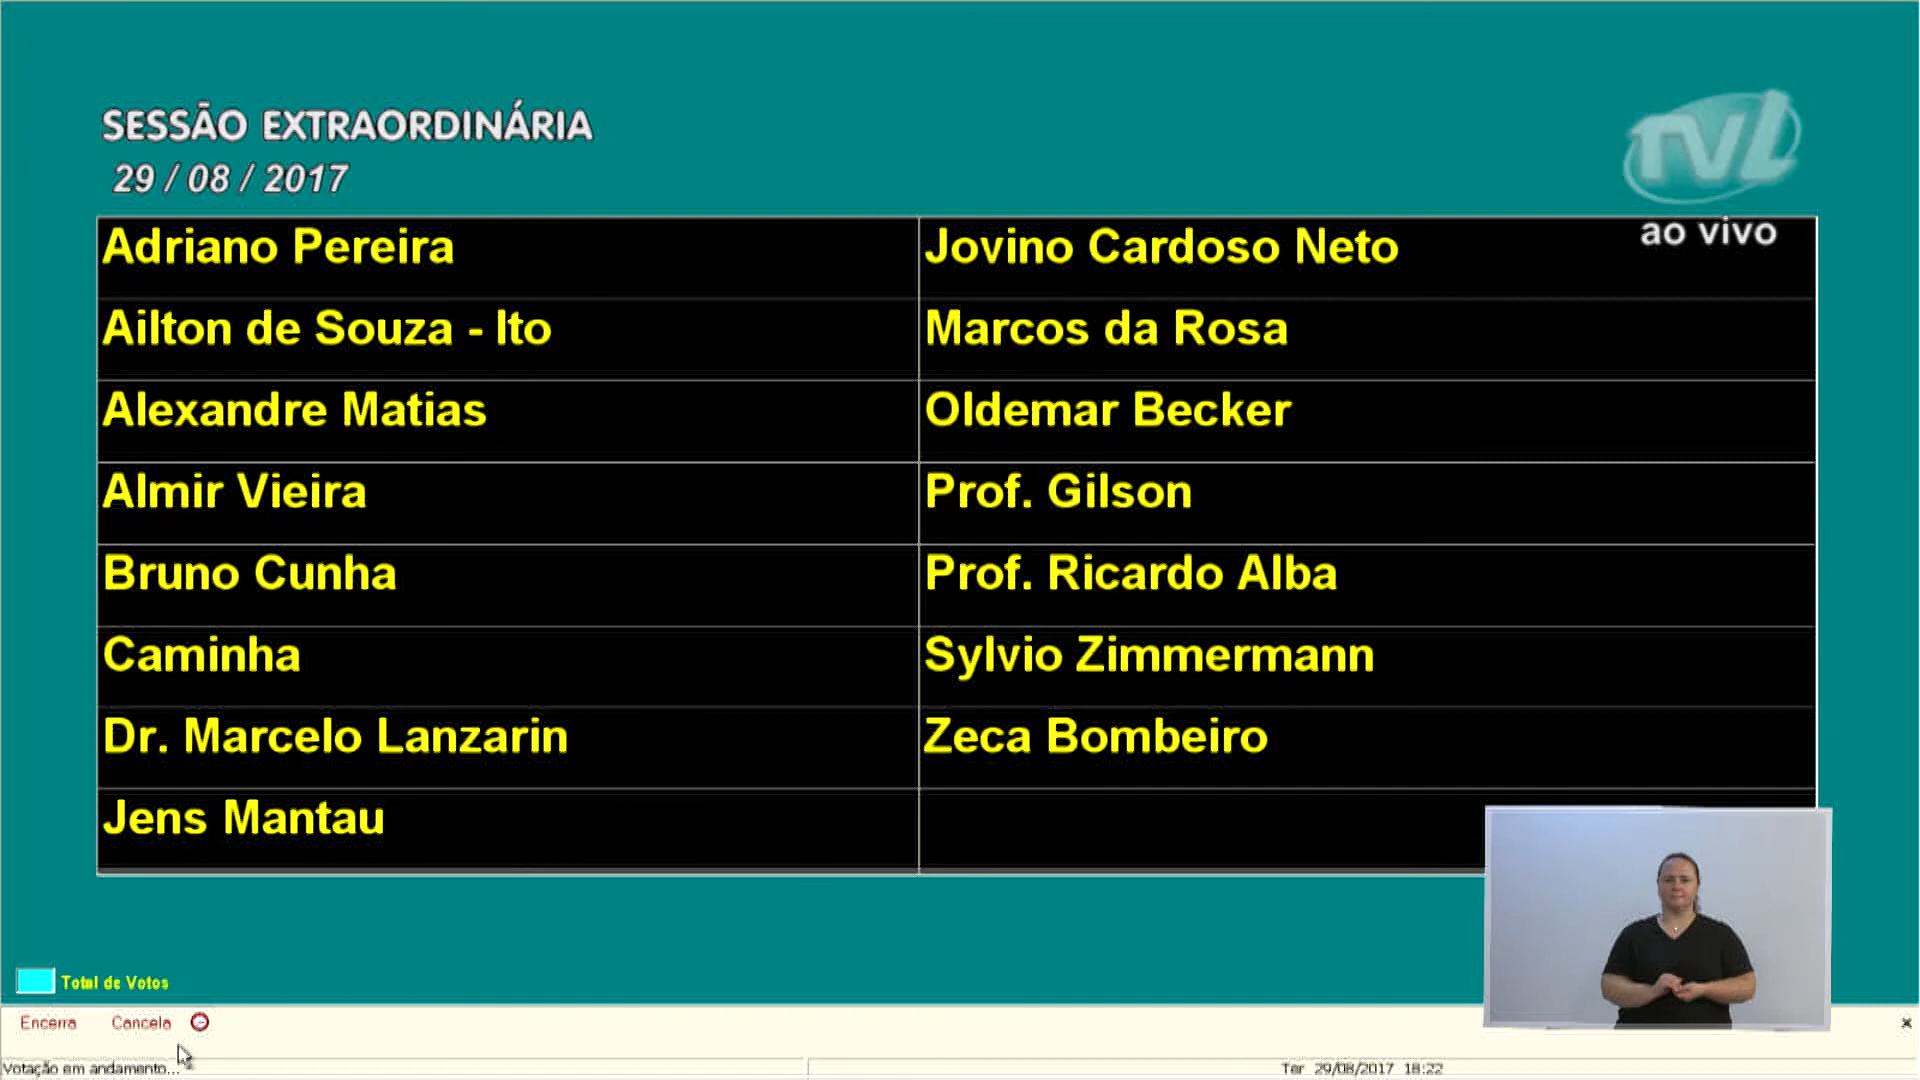 SESSÃO EXTRAORDINÁRIA
29 / 08 / 2017
TVL
ao vivo
Adriano Pereira
Jovino Cardoso Neto
Ailton de Souza - Ito
Marcos da Rosa
Alexandre Matias
Oldemar Becker
Almir Vieira
Prof. Gilson
Bruno Cunha
Prof. Ricardo Alba
Caminha
Sylvio Zimmermann
Dr. Marcelo Lanzarin
Zeca Bombeiro
Jens Mantau
Total de Votos
Encerra Cancela
Votação em andamento...
Ter 29/08/2017 18:22